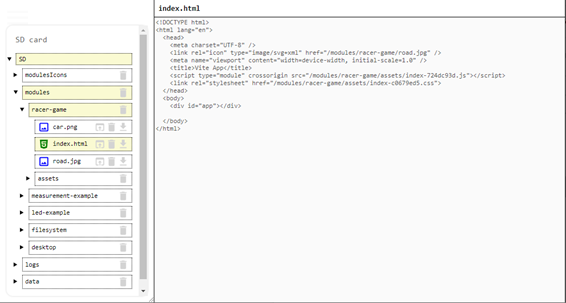 index.html
SD card
SD
modulesIcons
modules
racer-game
car.png
index.html
road.jpg
assets
measurement-example
led-example
filesystem
desktop
logs
data
<!DOCTYPE html>
<html lang="en">
<head>
<meta charset="UTF-8" />
<link rel="icon" type="image/svg+xml" href="/modules/racer-game/road.jpg" />
<meta name="viewport" content="width=device-width, initial-scale=1.0" />
<title>Vite App</title>
<script type="module" crossorigin src="/modules/racer-game/assets/index-724dc93d.js"></script>
<link rel="stylesheet" href="/modules/racer-game/assets/index-c0679ed5.css">
</head>
<body>
<div id="app"></div>
</body>
</html>